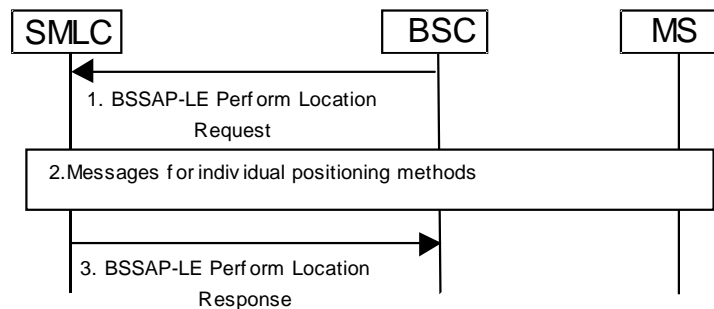 SMLC
BSC
MS
1. BSSAP-LE Perform Location
Request
2.Messages for individual positioning methods
3. BSSAP-LE Perform Location
Response